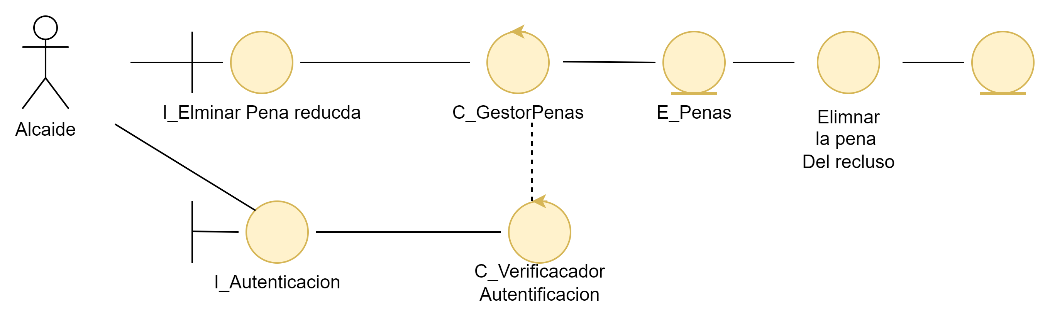 Alcaide
I_Elminar Pena reducda
C_GestorPenas
E_Penas
Elimnar
la pena
Del recluso
I_Autenticacion
C_Verificacador
Autentificacion